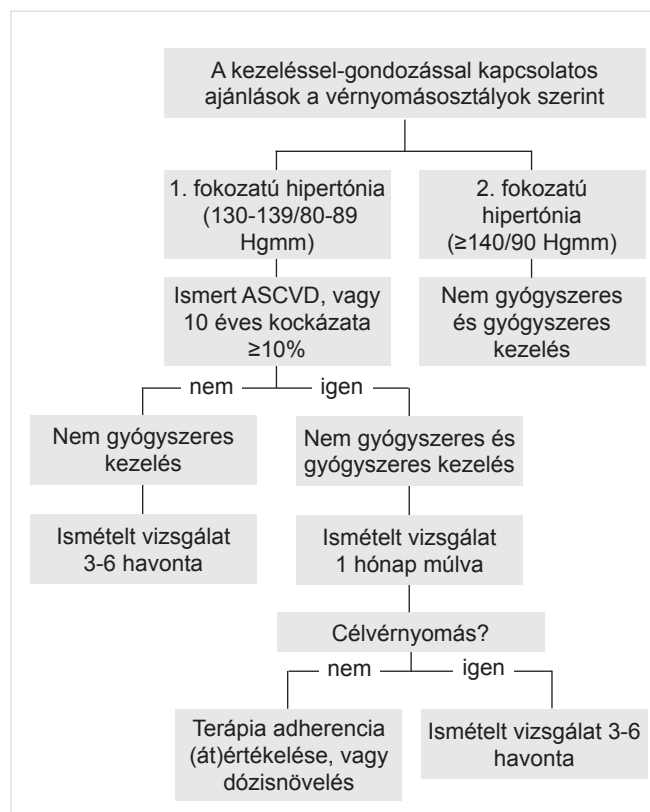 A kezeléssel-gondozással kapcsolatos
ajánlások a vérnyomásosztályok szerint
1. fokozatú hipertónia
(130-139/80-89
Hgmm)
2. fokozatú
hipertónia
(≥140/90 Hgmm)
Ismert ASCVD, vagy
10 éves kockázata
≥10%
Nem gyógyszeres
és gyógyszeres
kezelés
nem
igen
Nem gyógyszeres
kezelés
Nem gyógyszeres és
gyógyszeres kezelés
Ismételt vizsgálat
3-6 havonta
Ismételt vizsgálat
1 hónap múlva
Célvérnyomás?
nem
igen
Terápia adherencia
(át)értékelése, vagy
dózisnövelés
Ismételt vizsgálat 3-6
havonta